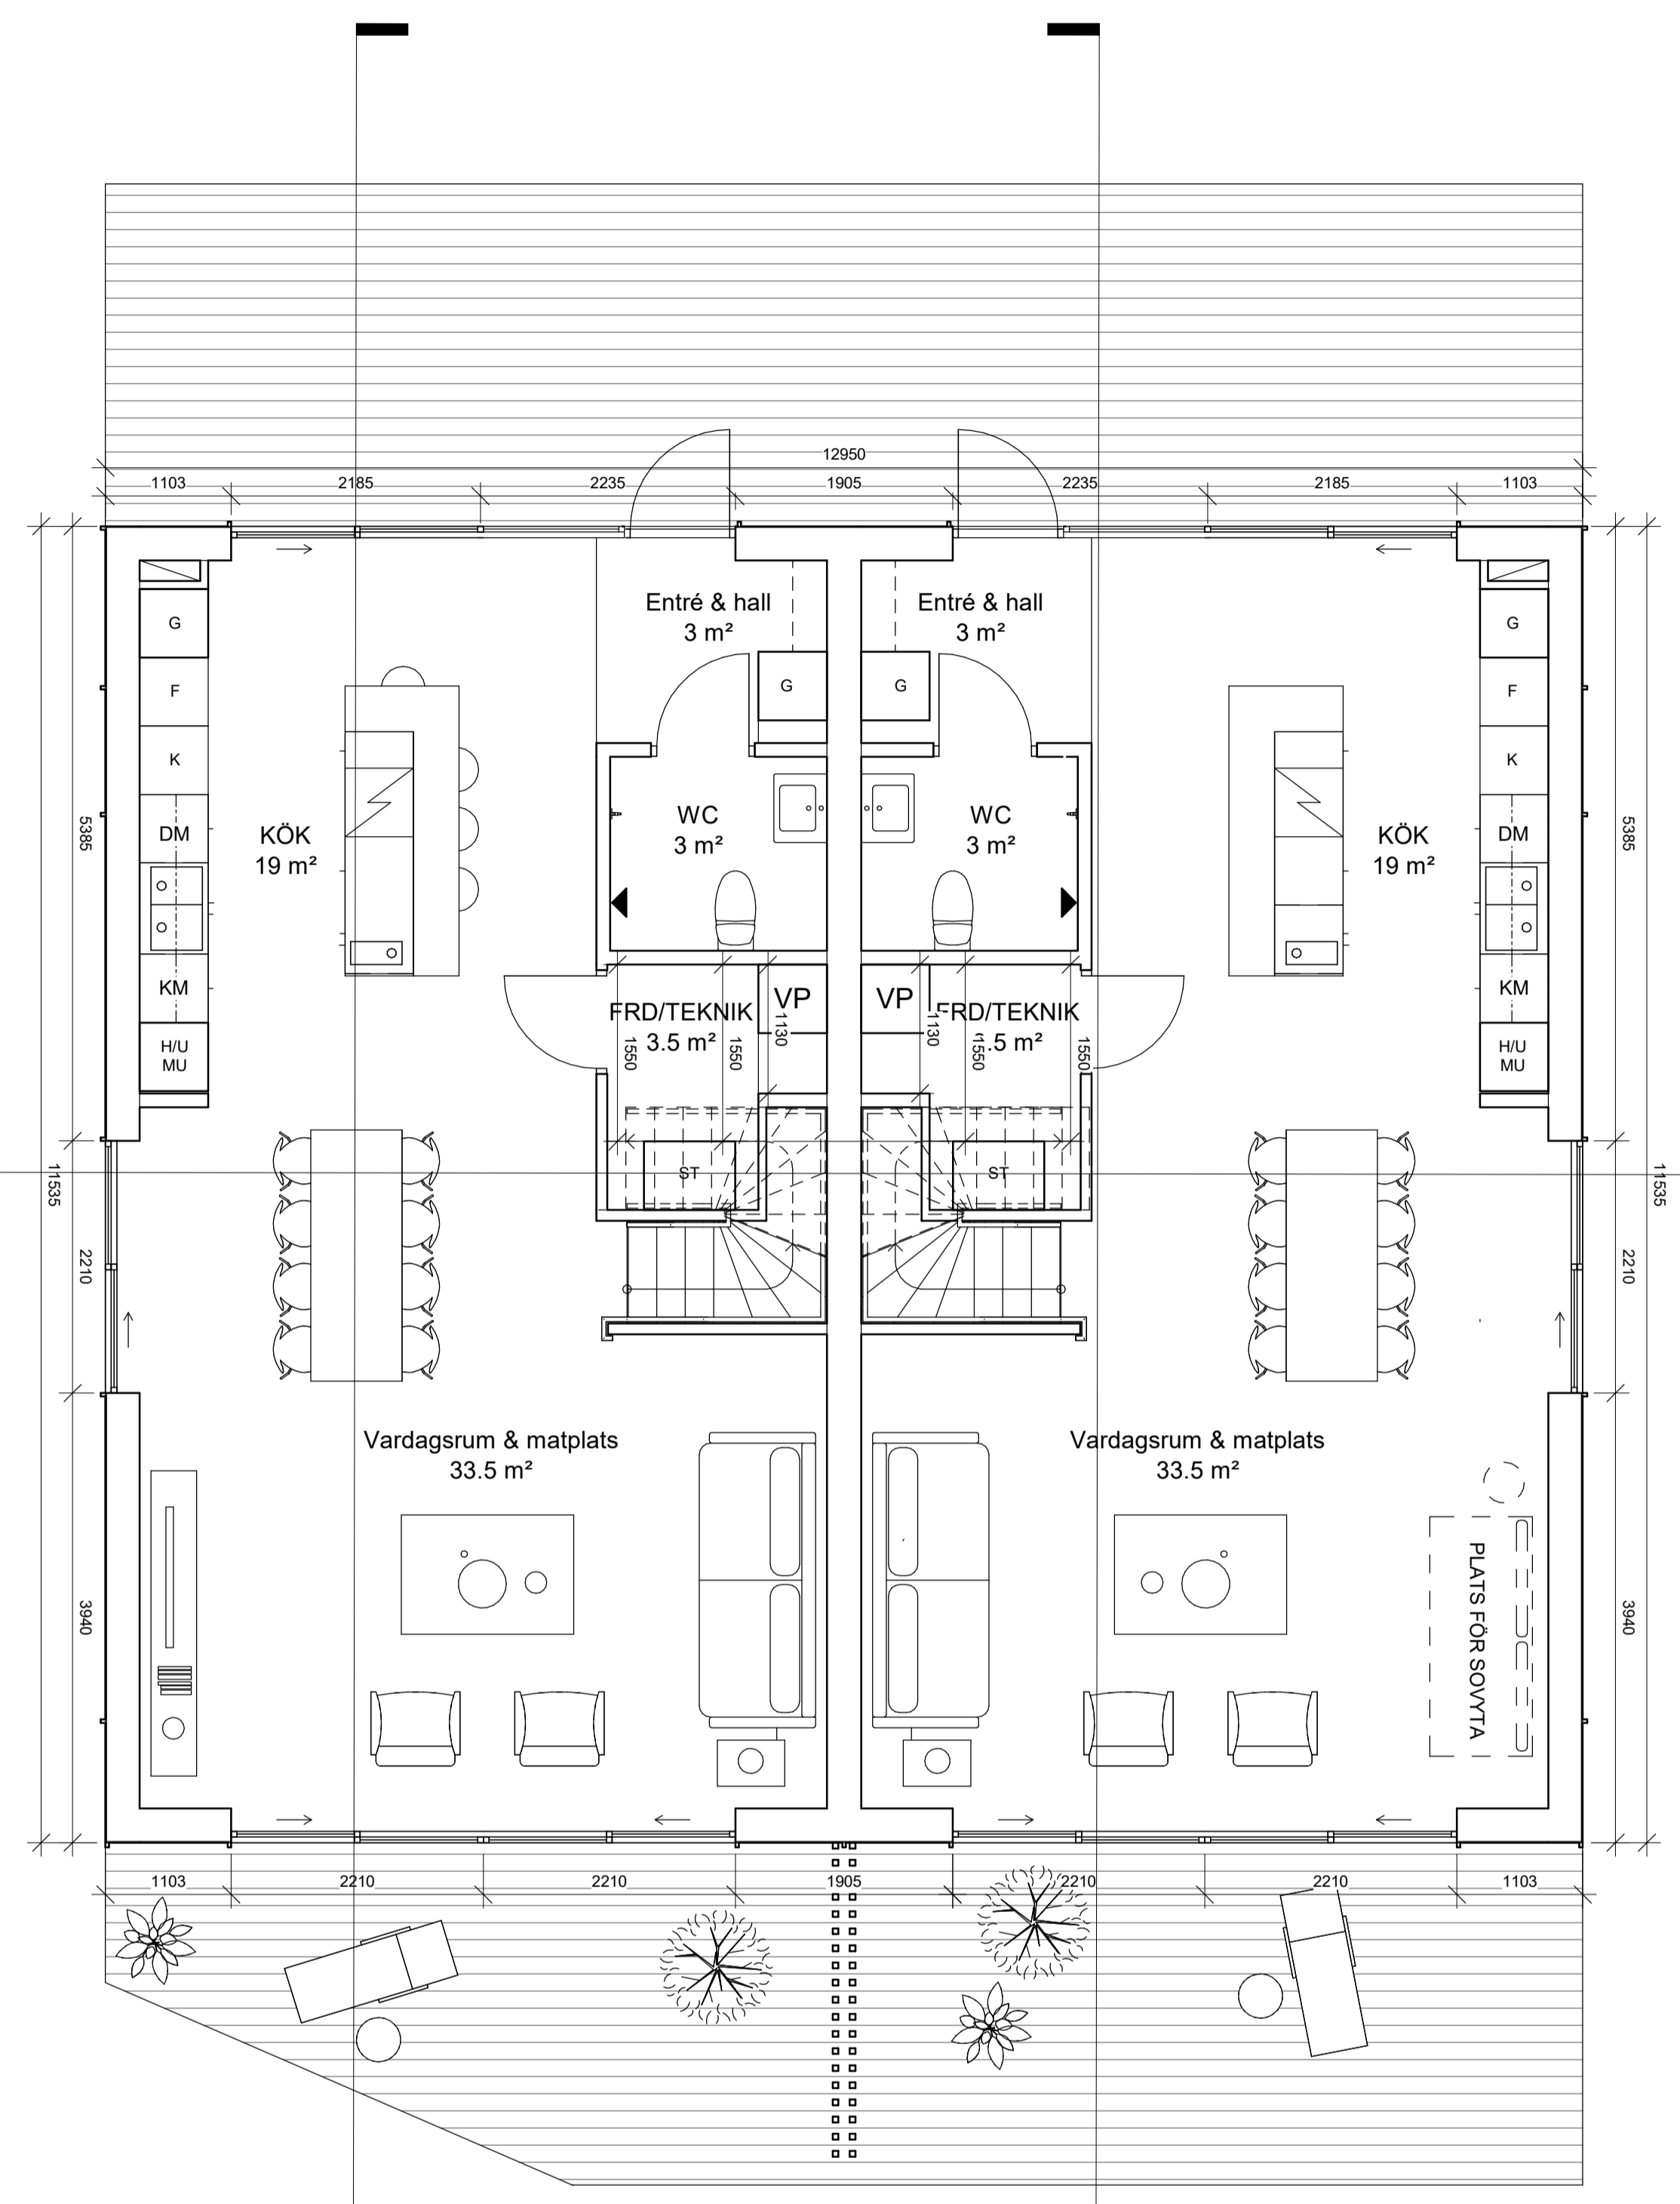 12950
1103 2185 2235 1905 2235 2185 1103
Entré & hall
3 m²
Entré & hall
3 m²
G
G
G
G
F
F
K
K
DM
DM
KÖK
19 m²
WC
3 m²
WC
3 m²
KÖK
19 m²
5385
5385
KM
KM
VP
VP
FRD/TEKNIK
3.5 m²
FRD/TEKNIK
.5 m²
1130
1130
1550
1550
1550
1550
H/U
MU
H/U
MU
ST
ST
11535
11535
2210
2210
Vardagsrum & matplats
33.5 m²
Vardagsrum & matplats
33.5 m²
PLATS FÖR SOVYTA
3940
3940
1103 2210 2210 1905 2210 2210 1103